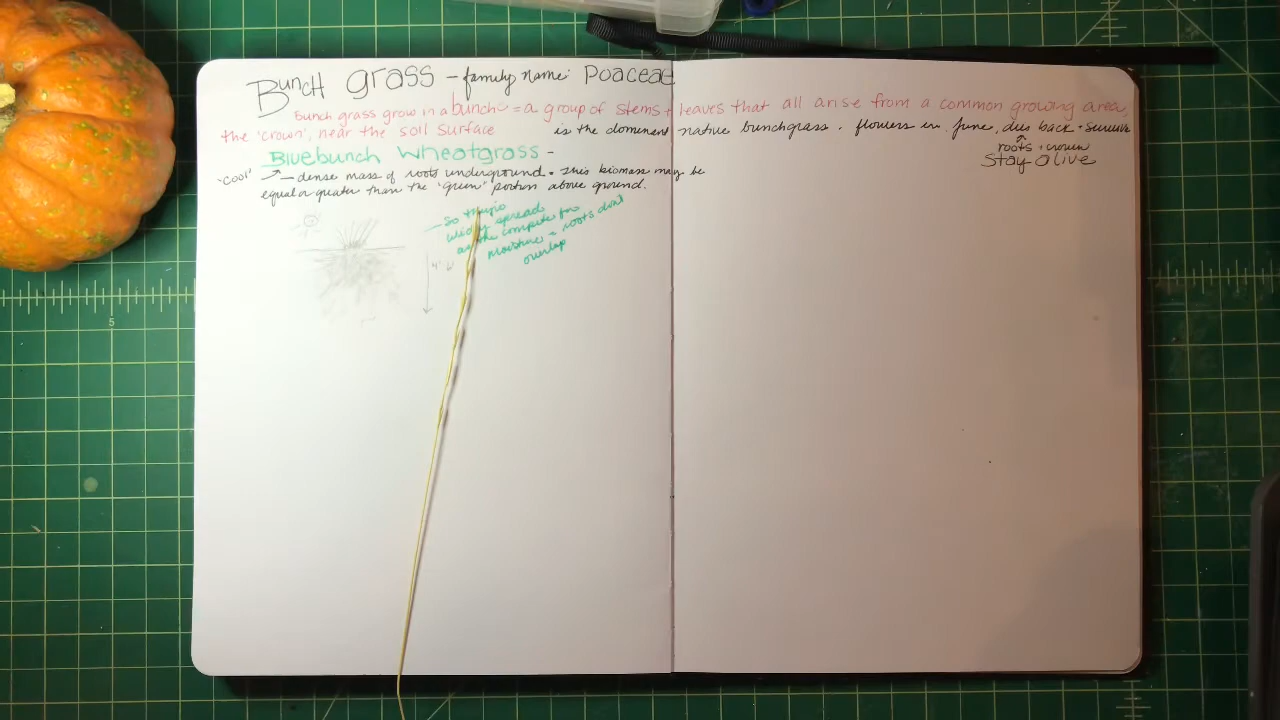 Bunch grass - family name: Poaceae
Bunch grass grow in a bunch = a group of stems + leaves that all arise from a common growing area,
the 'crown', near the soil surface
is the dominant native bunchgrass. flowers in June, dies back + survive
roots + crown
stay alive
Bluebunch Wheatgrass -
'Cool' - dense mass of roots underground. This biomass may be
equal or greater than the "green" portion above ground.
- so
widely spread
as the compete for
moisture - roots don't
overlap
5